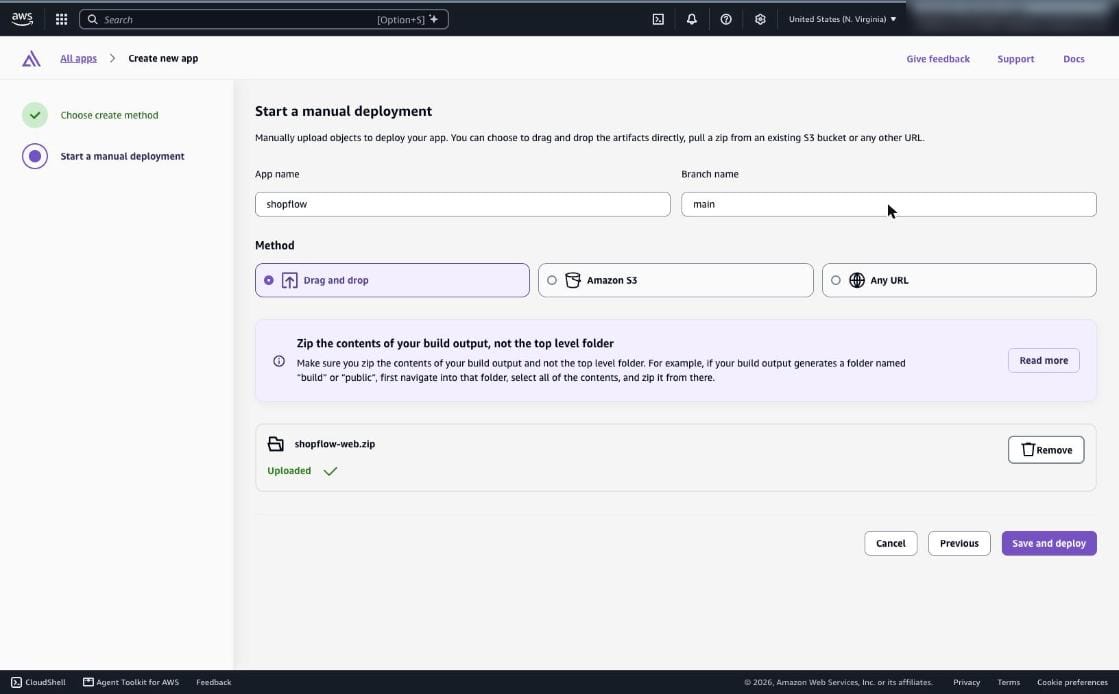 aws
Search [Option+S]
United States (N. Virginia) ▼
All apps > Create new app
Give feedback Support Docs
Choose create method
Start a manual deployment
Start a manual deployment
Manually upload objects to deploy your app. You can choose to drag and drop the artifacts directly, pull a zip from an existing S3 bucket or any other URL.
App name Branch name
shopflow main
Method
Drag and drop Amazon S3 Any URL
Zip the contents of your build output, not the top level folder
Make sure you zip the contents of your build output and not the top level folder. For example, if your build output generates a folder named
"build" or "public", first navigate into that folder, select all of the contents, and zip it from there.
Read more
shopflow-web.zip
Uploaded
Remove
Cancel Previous Save and deploy
CloudShell Agent Toolkit for AWS Feedback © 2026, Amazon Web Services, Inc. or its affiliates. Privacy Terms Cookie preferences